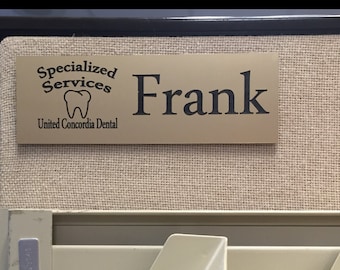 Specialized
Services
United Concordia Dental
Frank